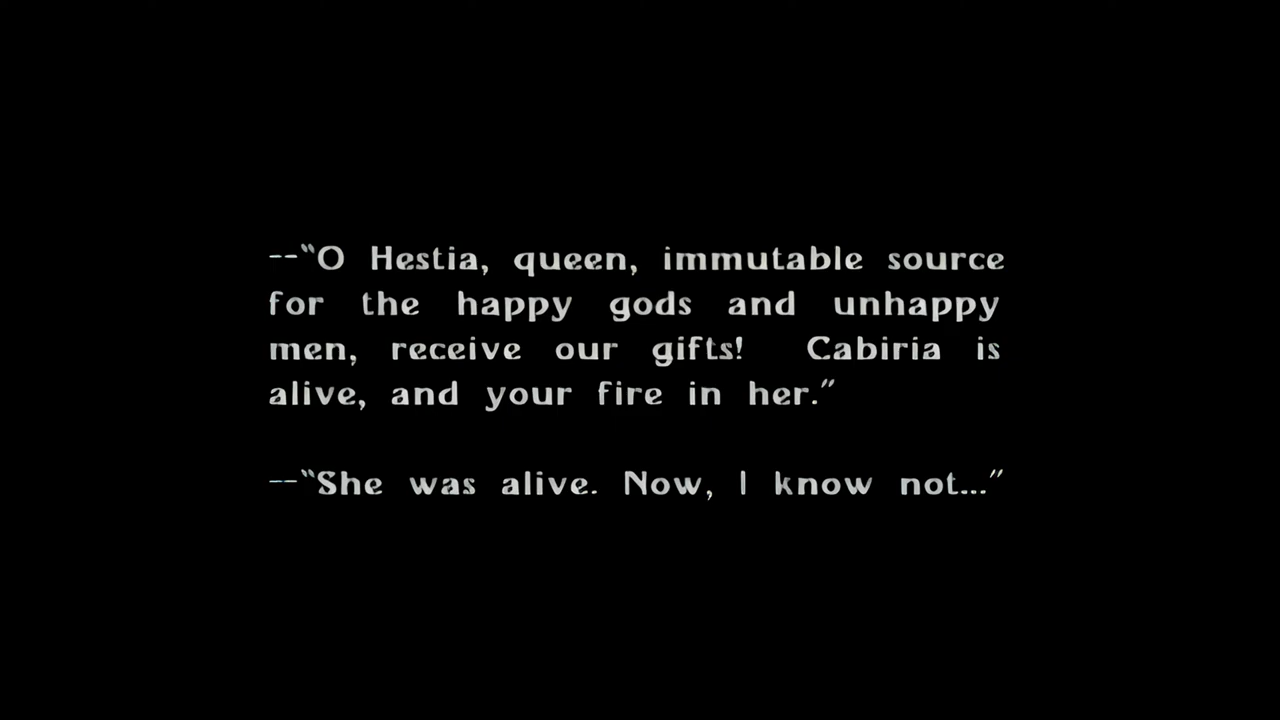 --“O Hestia, queen, immutable source
for the happy gods and unhappy
men, receive our gifts!  Cabiria is
alive, and your fire in her.”
--“She was alive. Now, I know not...”